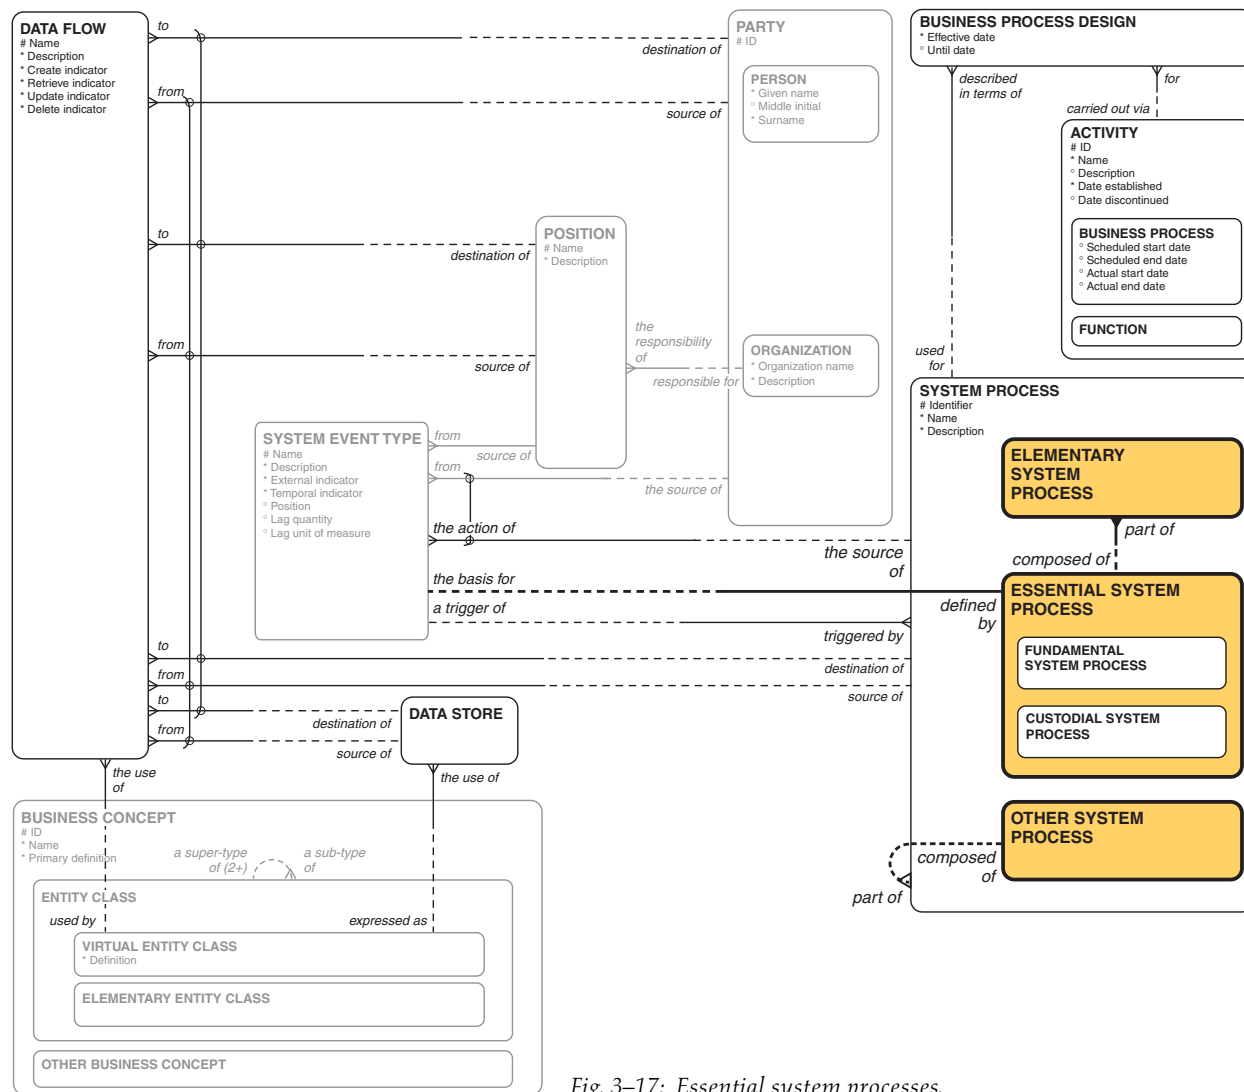 DATA FLOW
# Name
* Description
* Create indicator
* Retrieve indicator
* Update indicator
* Delete indicator
to
destination of
from
source of
PARTY
# ID
PERSON
* Given name
° Middle initial
* Surname
BUSINESS PROCESS DESIGN
* Effective date
° Until date
described
in terms of
for
carried out via
ACTIVITY
# ID
* Name
° Description
* Date established
° Date discontinued
BUSINESS PROCESS
° Scheduled start date
° Scheduled end date
° Actual start date
° Actual end date
FUNCTION
to
destination of
POSITION
# Name
* Description
from
source of
the
responsibility
of
responsible for
ORGANIZATION
* Organization name
* Description
used
for
SYSTEM PROCESS
# Identifier
* Name
* Description
SYSTEM EVENT TYPE
# Name
* Description
* External indicator
* Temporal indicator
° Position
° Lag quantity
° Lag unit of measure
from
source of
from
the source of
the action of
the source
of
the basis for
defined
by
a trigger of
triggered by
ELEMENTARY
SYSTEM
PROCESS
part of
composed of
ESSENTIAL SYSTEM
PROCESS
FUNDAMENTAL
SYSTEM PROCESS
CUSTODIAL SYSTEM
PROCESS
to
destination of
from
source of
to
destination of
from
source of
DATA STORE
the use
of
the use of
OTHER SYSTEM
PROCESS
composed
of
part of
BUSINESS CONCEPT
# ID
* Name
* Primary definition
a super-type
of (2+)
a sub-type
of
ENTITY CLASS
used by
expressed as
VIRTUAL ENTITY CLASS
* Definition
ELEMENTARY ENTITY CLASS
OTHER BUSINESS CONCEPT
Fig. 3–17: Essential system processes.